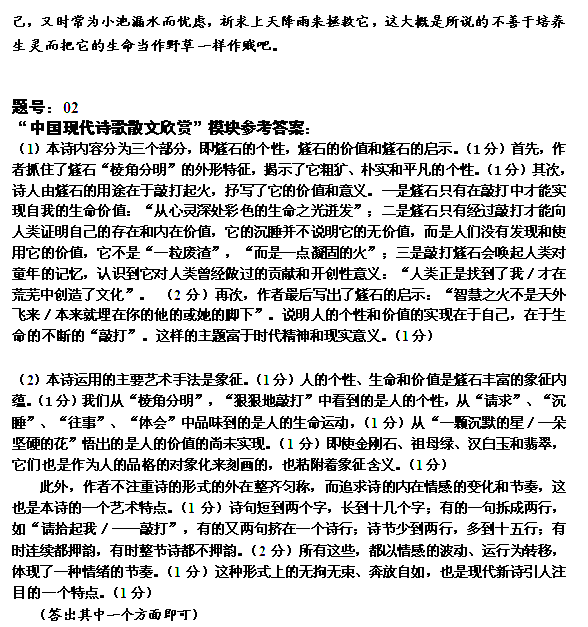 己，又时常为小池漏水而忧虑，祈求上天降雨来拯救它，这大概是所说的不善于培养
生灵而把它的生命当作野草一样作贱吧。
题号：02
“中国现代诗歌散文欣赏”模块参考答案：
（1）本诗内容分为三个部分，即燧石的个性，燧石的价值和燧石的启示。（1分）首先，作
者抓住了燧石“棱角分明”的外形特征，揭示了它粗犷、朴实和平凡的个性。（1分）其次，
诗人由燧石的用途在于敲打起火，抒写了它的价值和意义。一是燧石只有在敲打中才能实
现自我的生命价值：“从心灵深处彩色的生命之光迸发”；二是燧石只有经过敲打才能向
人类证明自己的存在和内在价值，它的沉睡并不说明它的无价值，而是人们没有发现和使
用它的价值，它不是“一粒废渣”，“而是一点凝固的火”；三是敲打燧石会唤起人类对
童年的记忆，认识到它对人类曾经做过的贡献和开创性意义：“人类正是找到了我／才在
荒芜中创造了文化”。 （2分）再次，作者最后写出了燧石的启示：“智慧之火不是天外
飞来／本来就埋在你的他的或她的脚下”。说明人的个性和价值的实现在于自己，在于生
命的不断的“敲打”。这样的主题富于时代精神和现实意义。（1分）
（2）本诗运用的主要艺术手法是象征。（1分）人的个性、生命和价值是燧石丰富的象征内
蕴。（1分）我们从“棱角分明”，“狠狠地敲打”中看到的是人的个性，从“请求”、“沉
睡”、“往事”、“体会”中品味到的是人的生命运动，（1分）从“一颗沉默的星／一朵
坚硬的花”悟出的是人的价值的尚未实现。（1分）即使金刚石、祖母绿、汉白玉和翡翠，
它们也是作为人的品格的对象化来刻画的，也粘附着象征含义。（1分）
此外，作者不注重诗的形式的外在整齐匀称，而追求诗的内在情感的变化和节奏，这
也是本诗的一个艺术特点。（1分）诗句短到两个字，长到十几个字；有的一句拆成两行，
如“请拾起我／——敲打”，有的又两句挤在一个诗行；诗节少到两行，多到十五行；有
时连续都押韵，有时整节诗都不押韵。（2分）所有这些，都以情感的波动、运行为转移，
体现了一种情绪的节奏。（1分）这种形式上的无拘无束、奔放自如，也是现代新诗引人注
目的一个特点。（1分）
（答出其中一个方面即可）